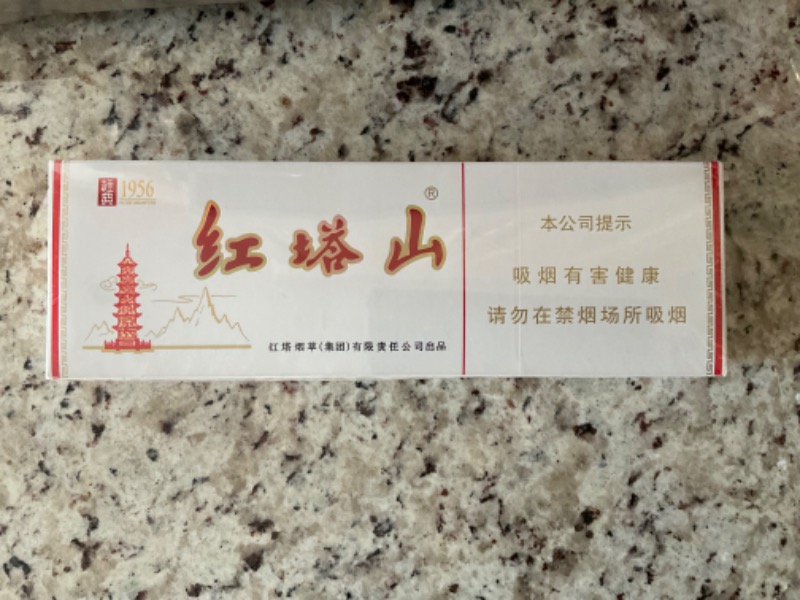 1956
红塔山®
红塔烟草(集团)有限责任公司出品
本公司提示
吸烟有害健康
请勿在禁烟场所吸烟